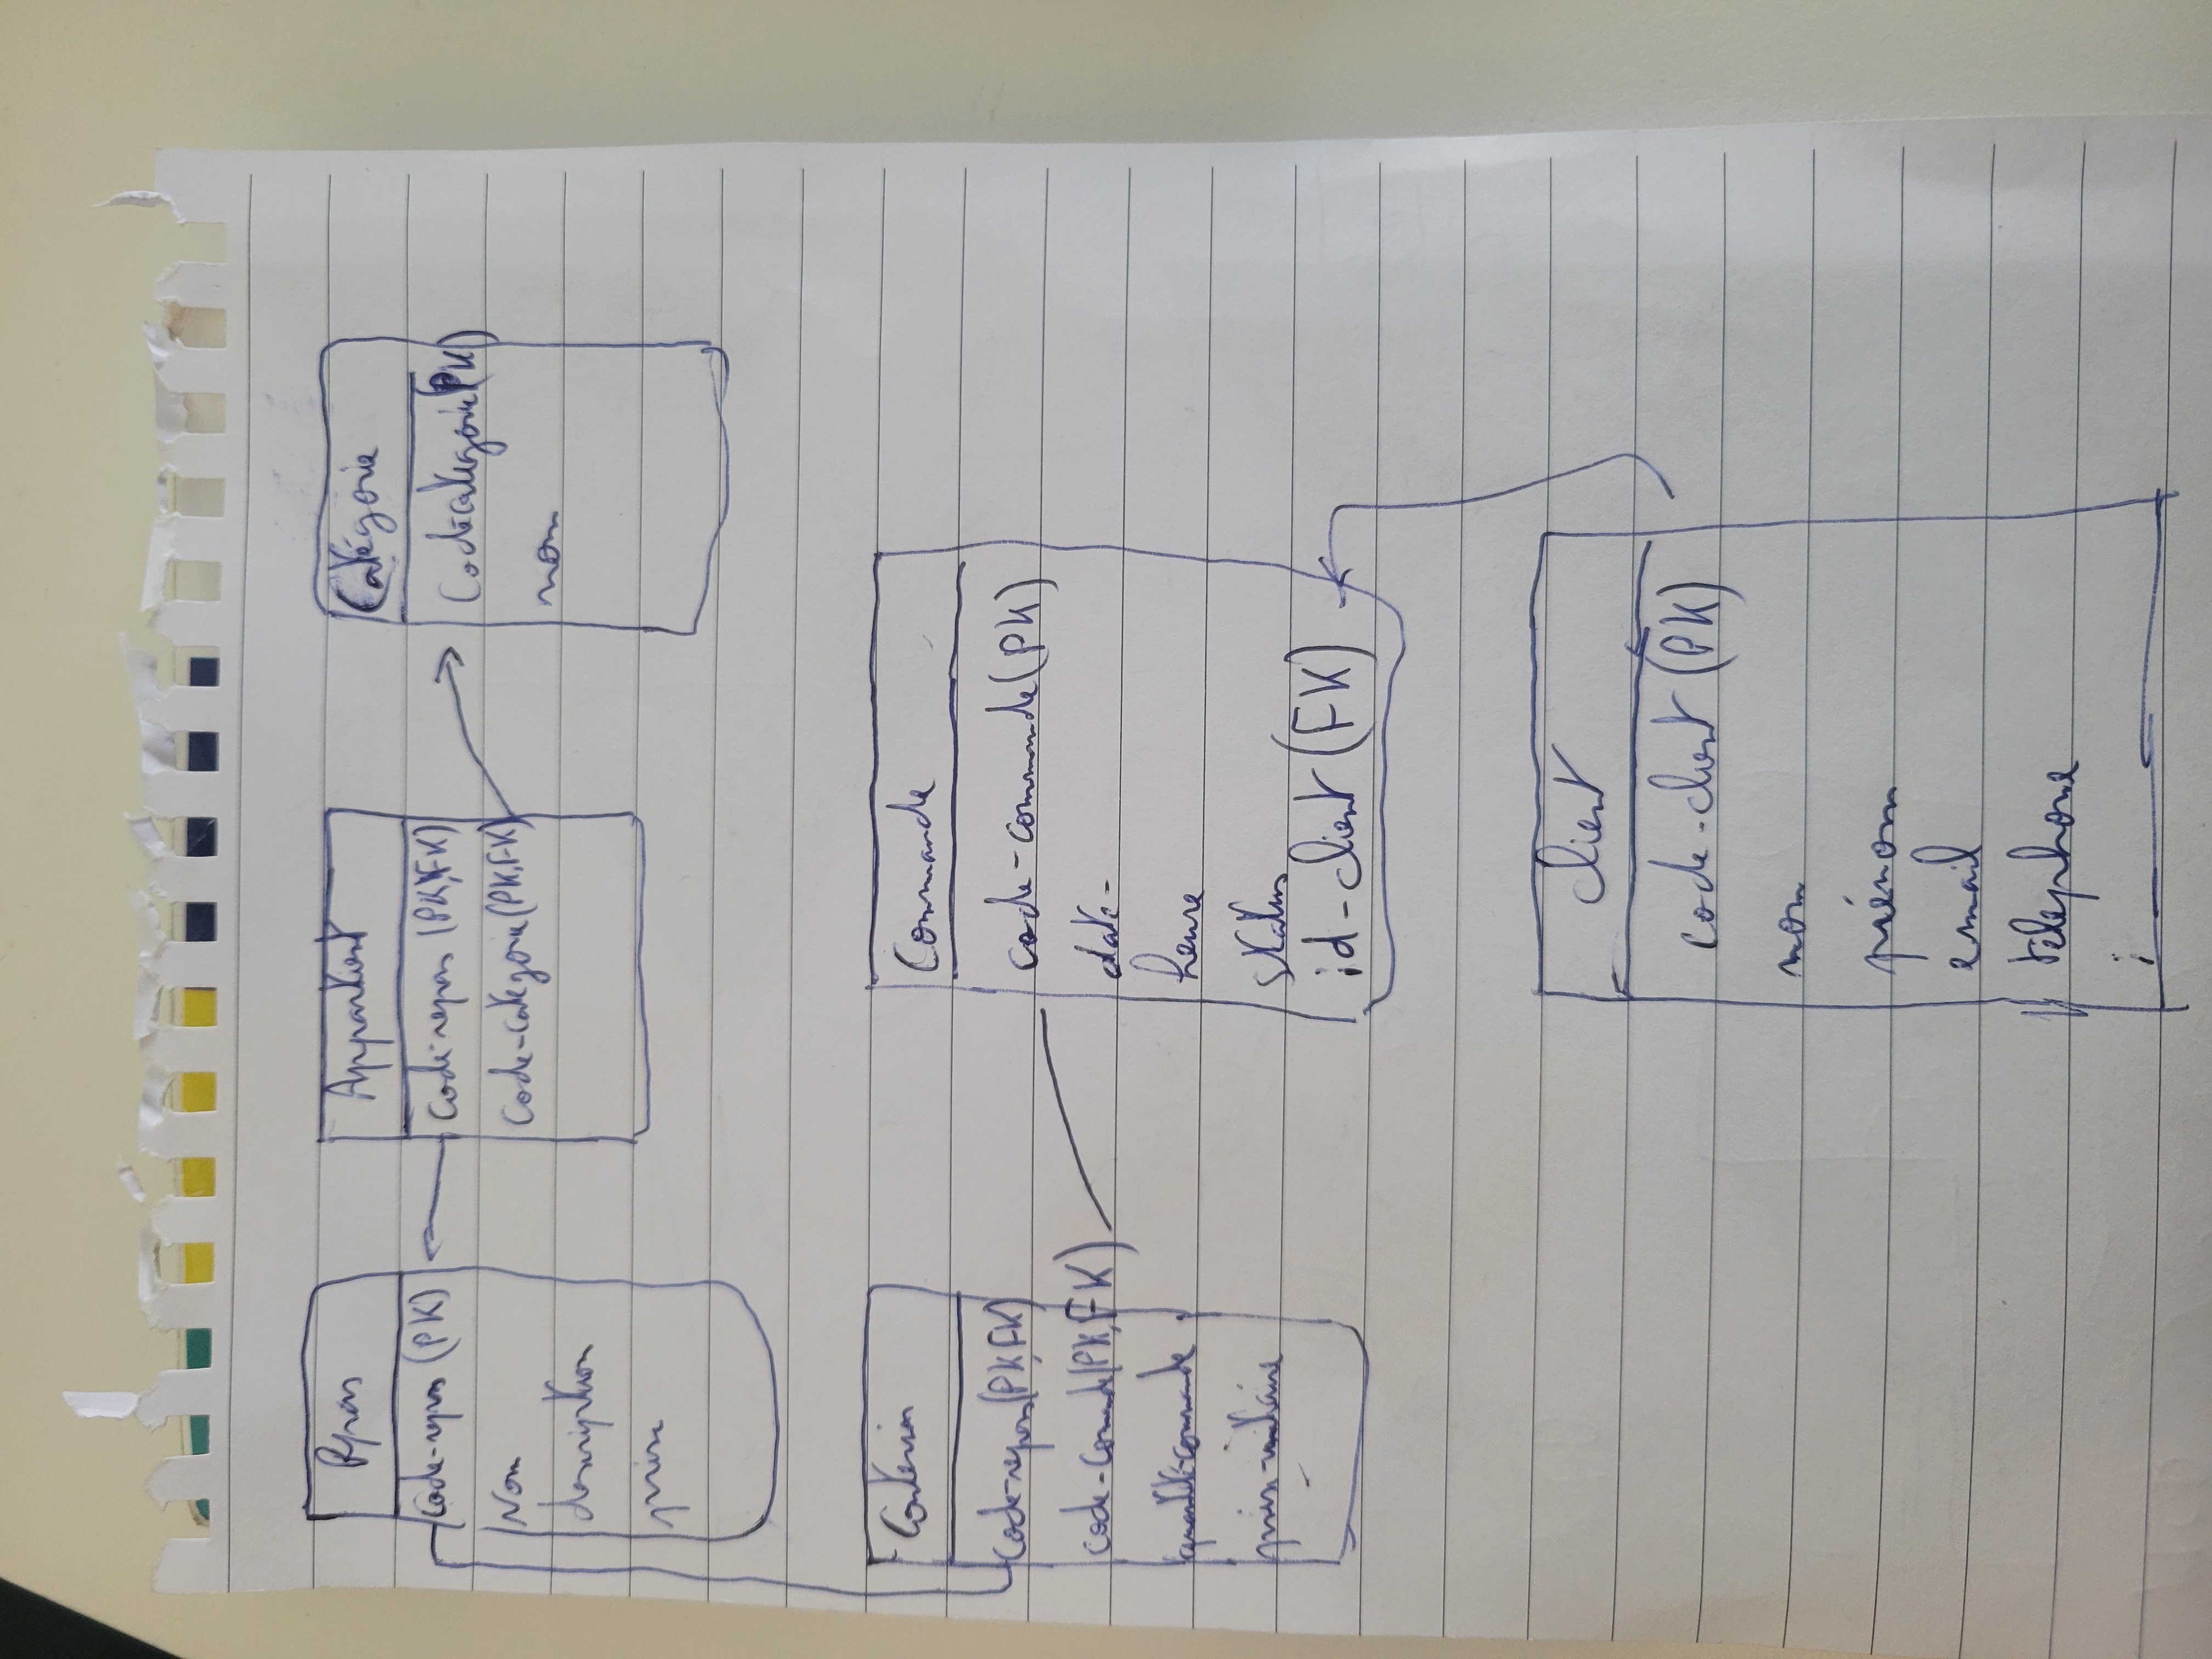 Repas
code-repas (PK)
Nom
description
prix
Appartient
code-repas (PK,FK)
code-catégorie (PK,FK)
Catégorie
Code-catégorie (PK)
nom
Contenir
code-repas (PK,FK)
code-commande (PK,FK)
quantité-commande
prix-unitaire
Commande
code-commande (PK)
date-
heure
status
id-client (FK)
client
code-client (PK)
nom
prénom
email
téléphone
i